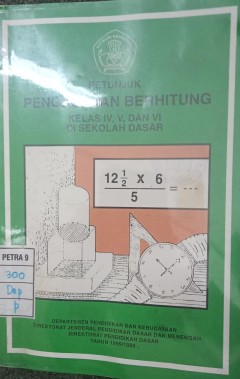 PETUNJUK
PENGAJARAN BERHITUNG
KELAS IV, V, DAN VI
DI SEKOLAH DASAR
12 1/2 X 6
5
= ---
PETRA 9
300
Dep
p
DEPARTEMEN PENDIDIKAN DAN KEBUDAYAAN
DIREKTORAT JENDERAL PENDIDIKAN DASAR DAN MENENGAH
DIREKTORAT PENDIDIKAN DASAR
TAHUN